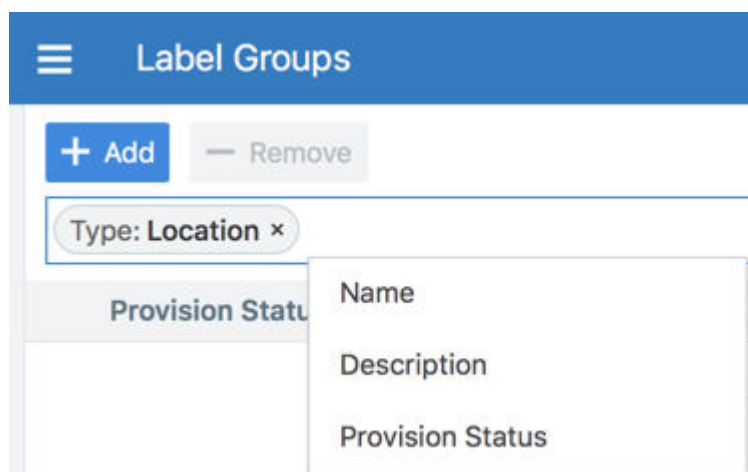 Label Groups
+ Add — Remove
Type: Location ×
Name
Provision Statu
Description
Provision Status